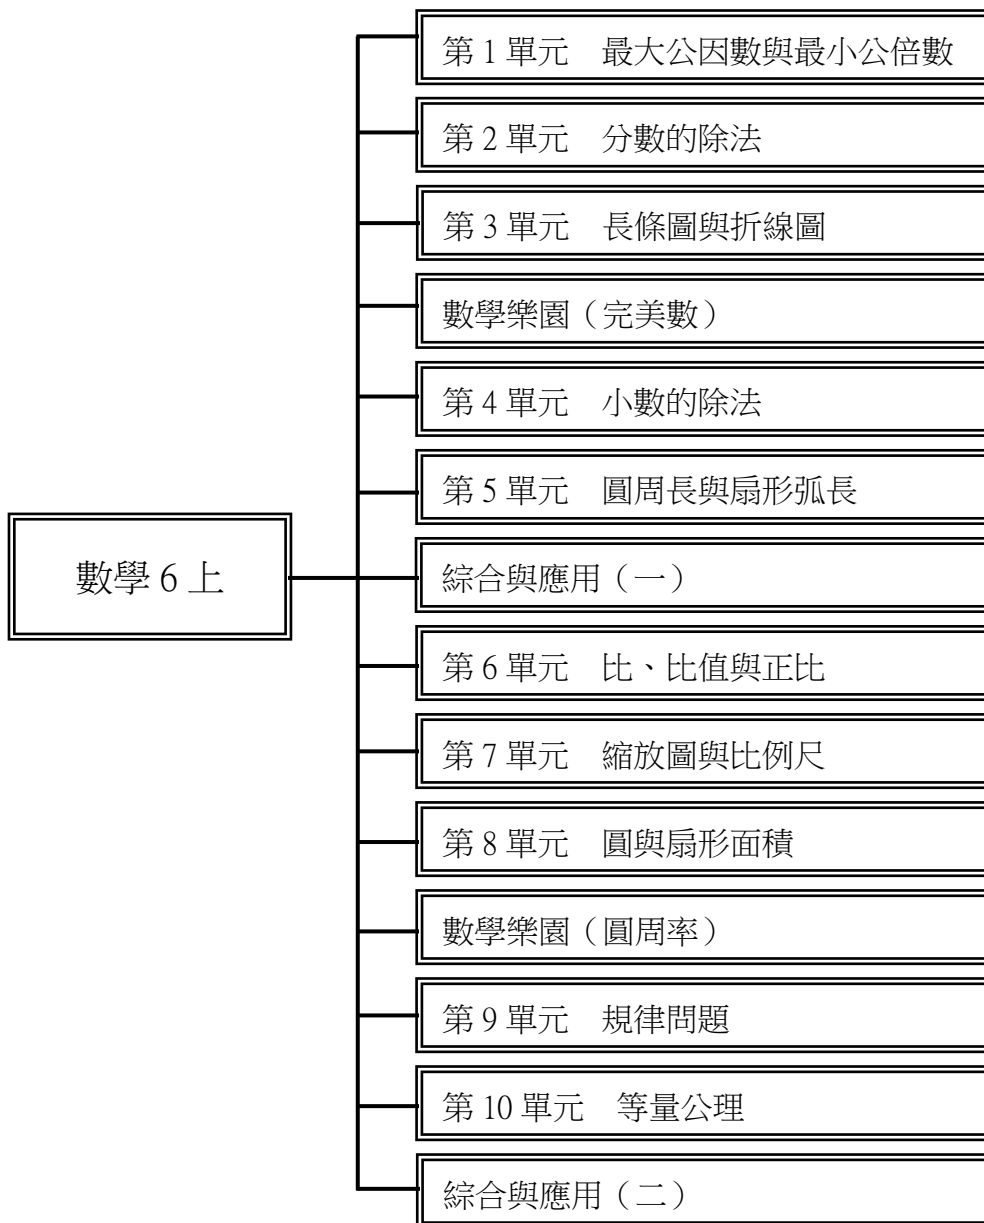 第1單元　最大公因數與最小公倍數
第2單元　分數的除法
第3單元　長條圖與折線圖
數學樂園（完美數）
第4單元　小數的除法
第5單元　圓周長與扇形弧長
數學6上
綜合與應用（一）
第6單元　比、比值與正比
第7單元　縮放圖與比例尺
第8單元　圓與扇形面積
數學樂園（圓周率）
第9單元　規律問題
第10單元　等量公理
綜合與應用（二）